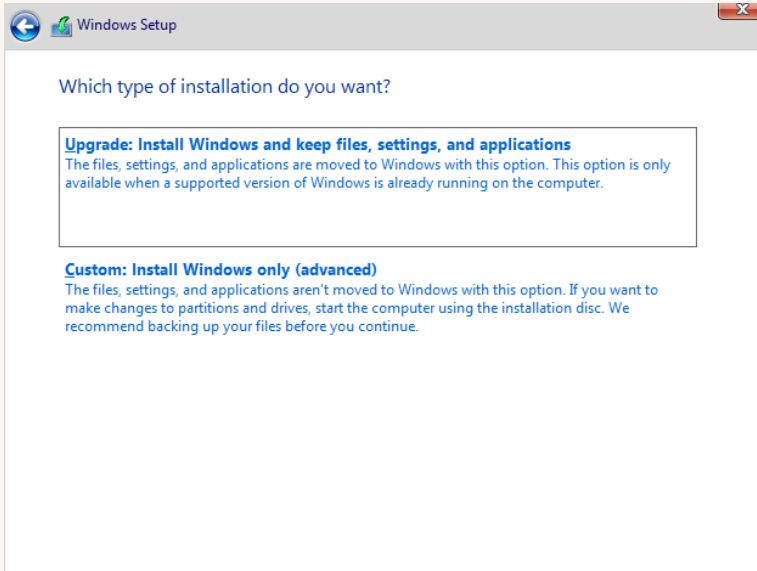 Windows Setup
Which type of installation do you want?
Upgrade: Install Windows and keep files, settings, and applications
The files, settings, and applications are moved to Windows with this option. This option is only
available when a supported version of Windows is already running on the computer.
Custom: Install Windows only (advanced)
The files, settings, and applications aren't moved to Windows with this option. If you want to
make changes to partitions and drives, start the computer using the installation disc. We
recommend backing up your files before you continue.